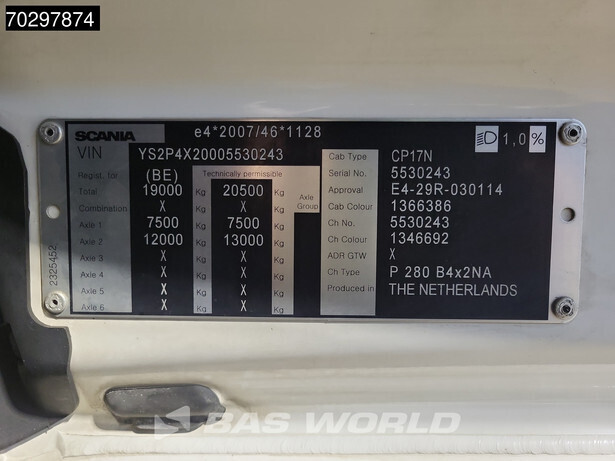 70297874
SCANIA e4*2007/46*1128 1,0 %
VIN YS2P4X20005530243 Cab Type CP17N
Regist. for (BE) Technically permissible Serial No. 5530243
Total 19000 Kg 20500 Kg Axle Group Approval E4-29R-030114
Combination X Kg X Kg Cab Colour 1366386
Axle 1 7500 Kg 7500 Kg Ch No. 5530243
Axle 2 12000 Kg 13000 Kg Ch Colour 1346692
Axle 3 X Kg X Kg ADR GTW X
Axle 4 X Kg X Kg Ch Type P 280 B4x2NA
Axle 5 X Kg X Kg Produced in THE NETHERLANDS
Axle 6 X Kg X Kg
2325452
BAS WORLD